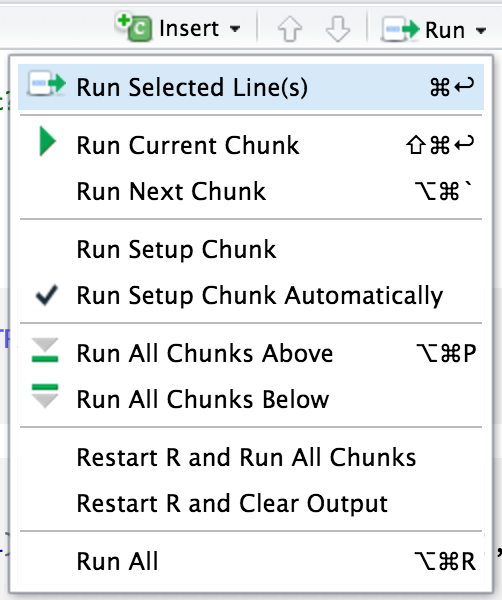 Insert Run
Run Selected Line(s) ⌘↩
Run Current Chunk ⇧⌘↩
Run Next Chunk ⌥⌘`
Run Setup Chunk
Run Setup Chunk Automatically
Run All Chunks Above ⌥⌘P
Run All Chunks Below
Restart R and Run All Chunks
Restart R and Clear Output
Run All ⌥⌘R